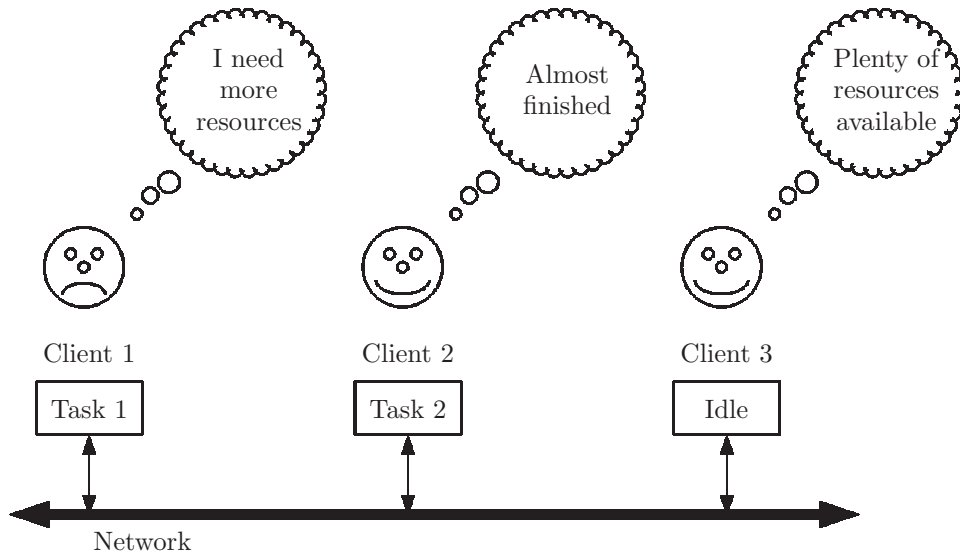 I need
more
resources
Almost
finished
Plenty of
resources
available
Client 1
Client 2
Client 3
Task 1
Task 2
Idle
Network